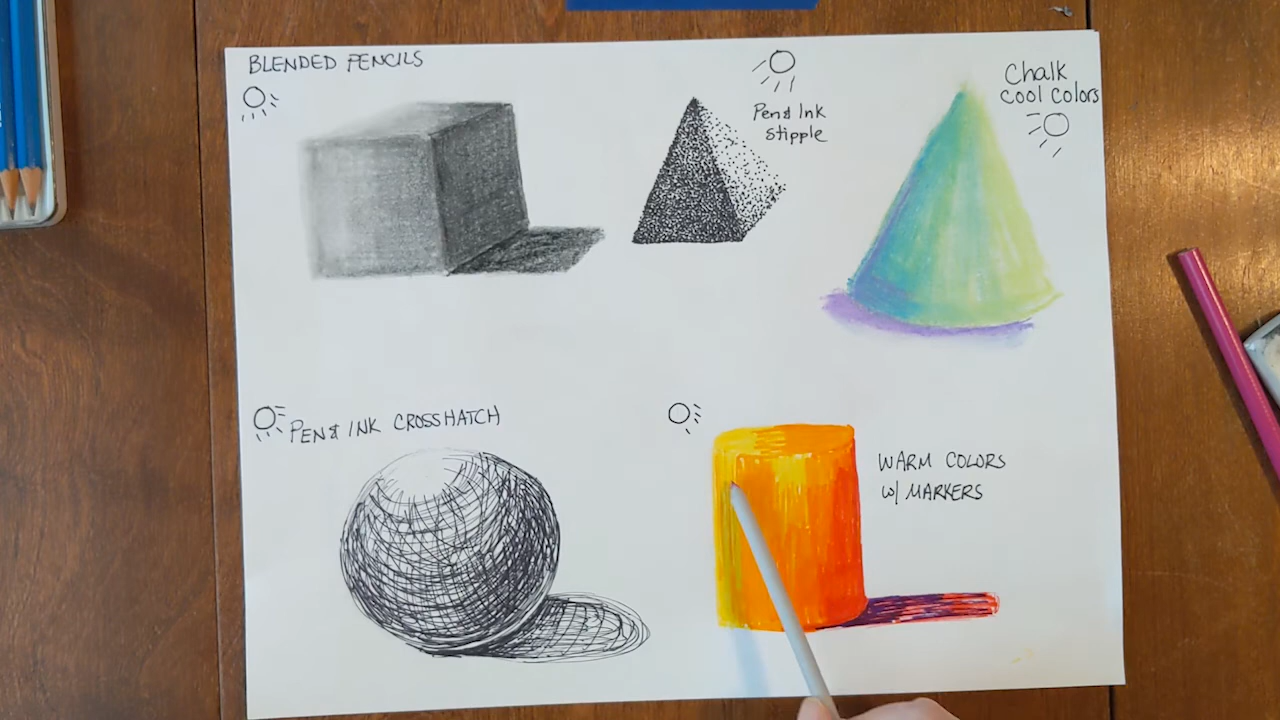 BLENDED PENCILS
Pen & Ink
Stipple
Chalk
Cool Colors
PEN & INK CROSSHATCH
WARM COLORS
W/ MARKERS